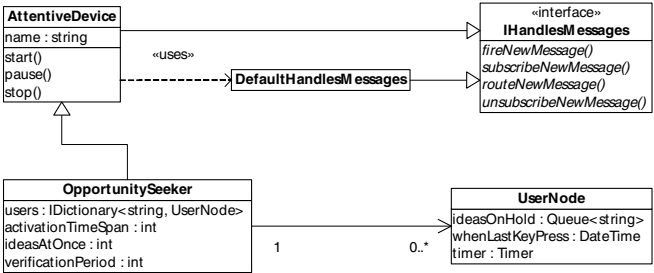 AttentiveDevice
name : string
start()
pause()
stop()
«uses»
DefaultHandlesMessages
«interface»
IHandlesMessages
fireNewMessage()
subscribeNewMessage()
routeNewMessage()
unsubscribeNewMessage()
OpportunitySeeker
users : IDictionary<string, UserNode>
activationTimeSpan : int
ideasAtOnce : int
verificationPeriod : int
1
0..*
UserNode
ideasOnHold : Queue<string>
whenLastKeyPress : DateTime
timer : Timer